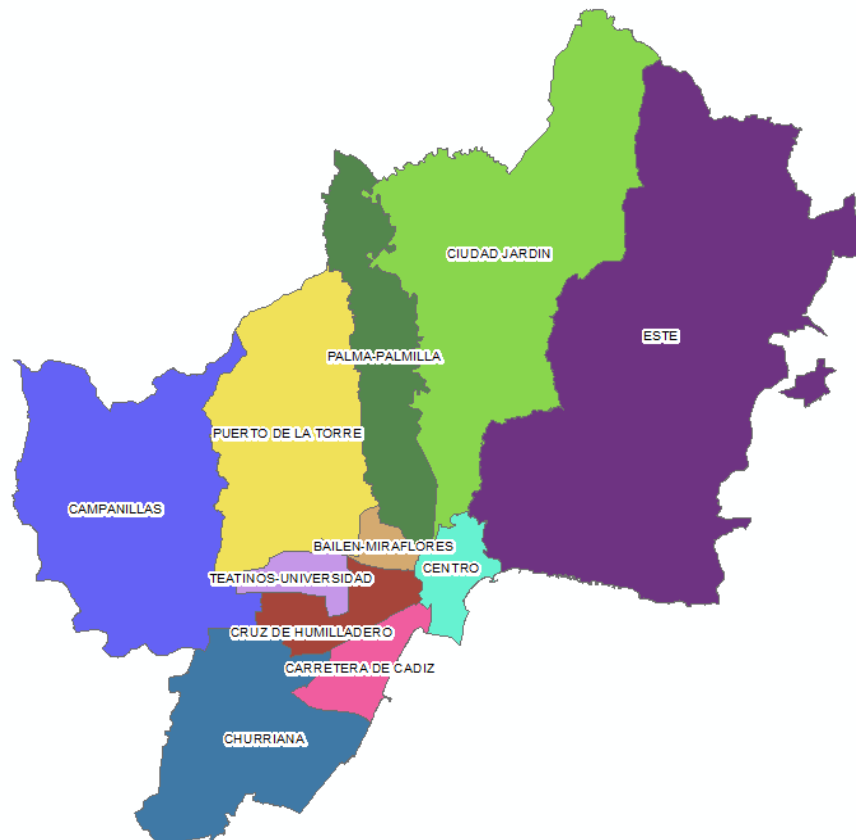 CIUDAD JARDIN
ESTE
PALMA-PALMILLA
PUERTO DE LA TORRE
CAMPANILLAS
BAILEN-MIRAFLORES
CENTRO
TEATINOS-UNIVERSIDAD
CRUZ DE HUMILLADERO
CARRETERA DE CADIZ
CHURRIANA